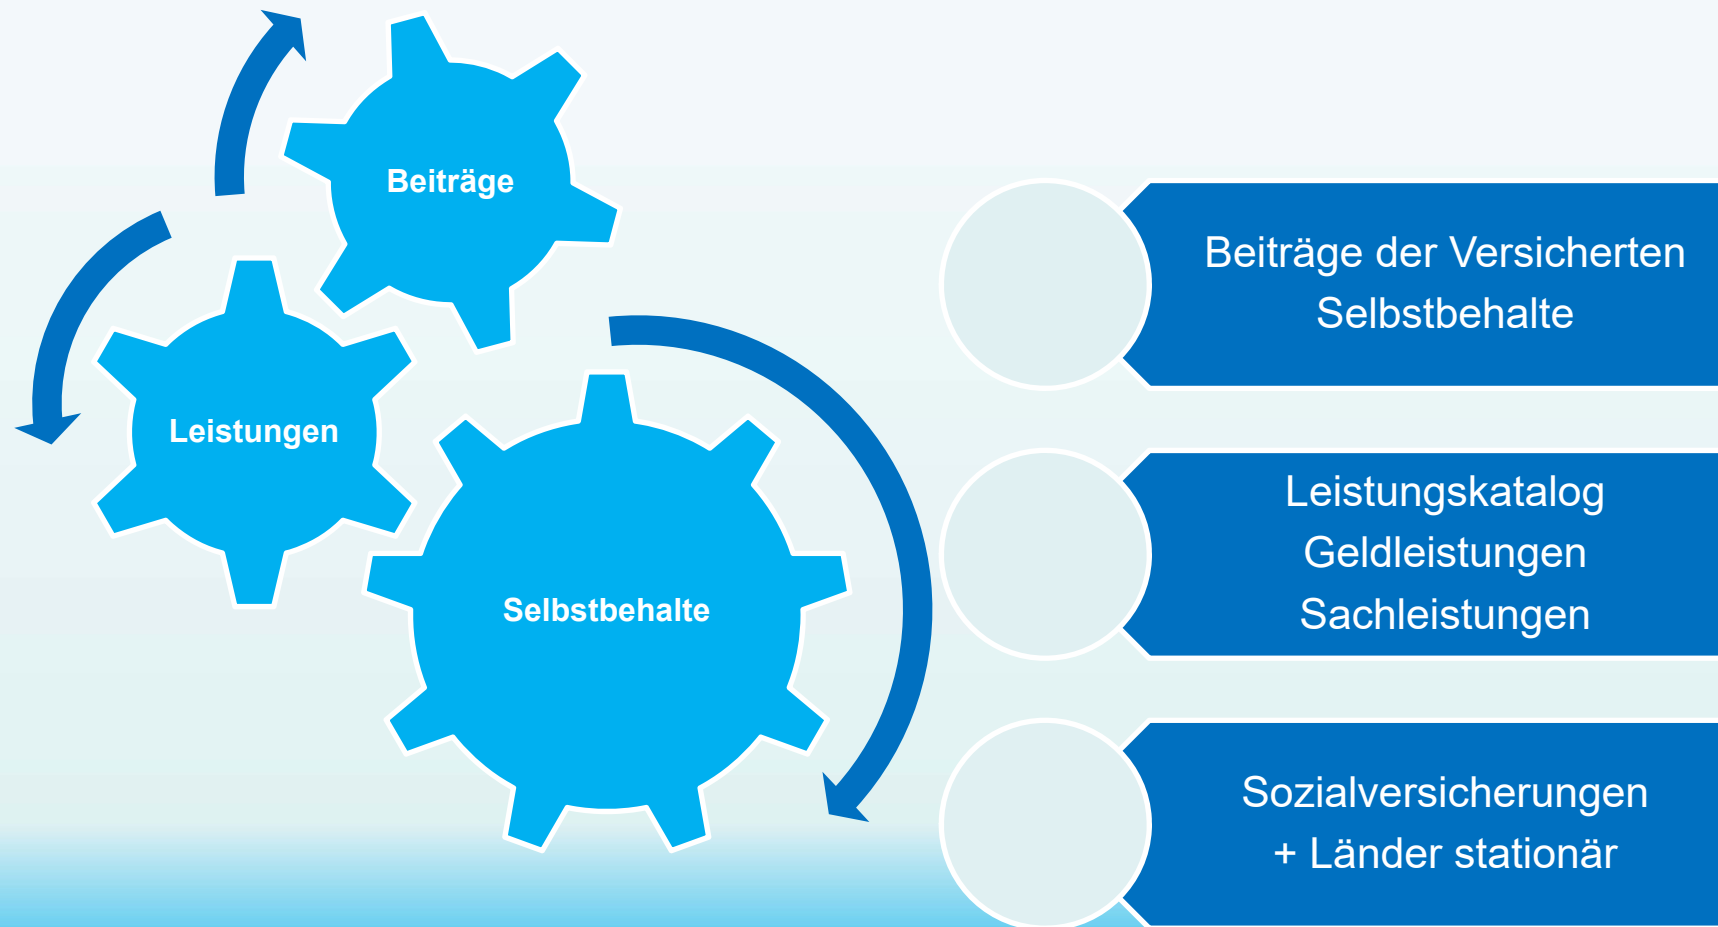 Beiträge
Leistungen
Selbstbehalte
Beiträge der Versicherten
Selbstbehalte
Leistungskatalog
Geldleistungen
Sachleistungen
Sozialversicherungen
+ Länder stationär